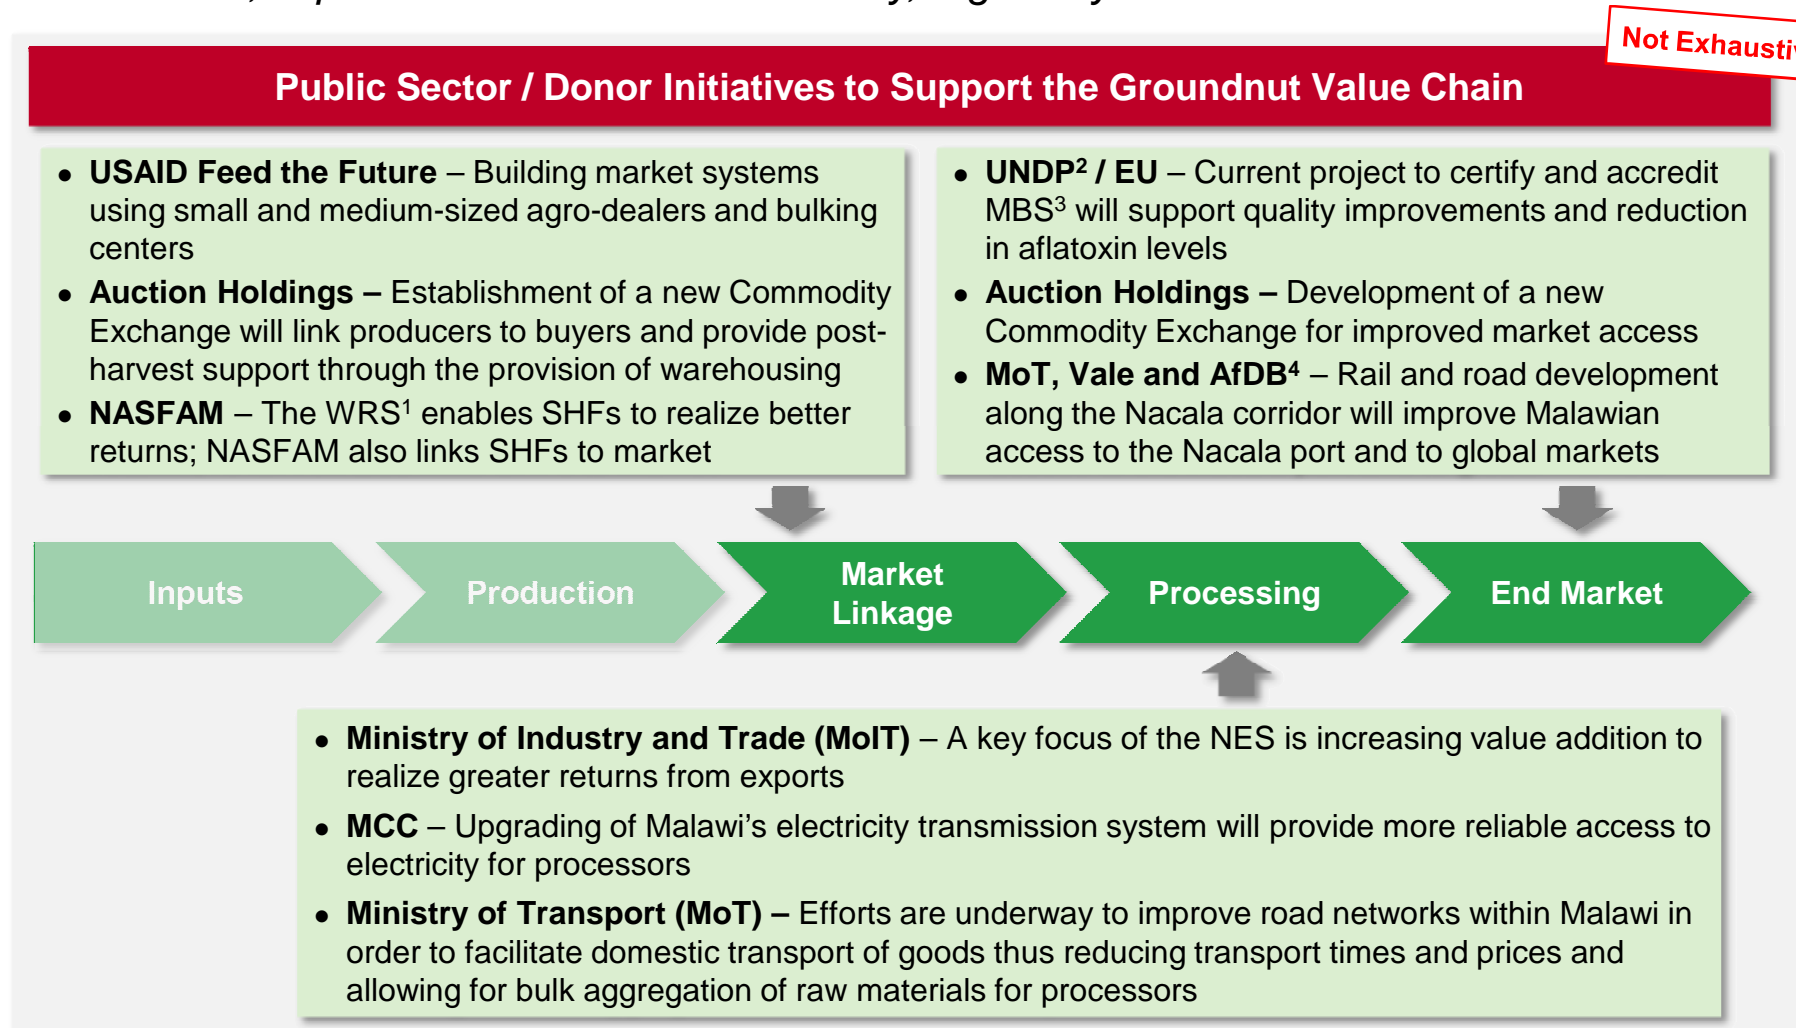 Not Exhaustiv
Public Sector / Donor Initiatives to Support the Groundnut Value Chain
● USAID Feed the Future – Building market systems
using small and medium-sized agro-dealers and bulking
centers
● Auction Holdings – Establishment of a new Commodity
Exchange will link producers to buyers and provide post-
harvest support through the provision of warehousing
● NASFAM – The WRS¹ enables SHFs to realize better
returns; NASFAM also links SHFs to market
● UNDP² / EU – Current project to certify and accredit
MBS³ will support quality improvements and reduction
in aflatoxin levels
● Auction Holdings – Development of a new
Commodity Exchange for improved market access
● MoT, Vale and AfDB⁴ – Rail and road development
along the Nacala corridor will improve Malawian
access to the Nacala port and to global markets
Inputs
Production
Market
Linkage
Processing
End Market
● Ministry of Industry and Trade (MoIT) – A key focus of the NES is increasing value addition to
realize greater returns from exports
● MCC – Upgrading of Malawi’s electricity transmission system will provide more reliable access to
electricity for processors
● Ministry of Transport (MoT) – Efforts are underway to improve road networks within Malawi in
order to facilitate domestic transport of goods thus reducing transport times and prices and
allowing for bulk aggregation of raw materials for processors